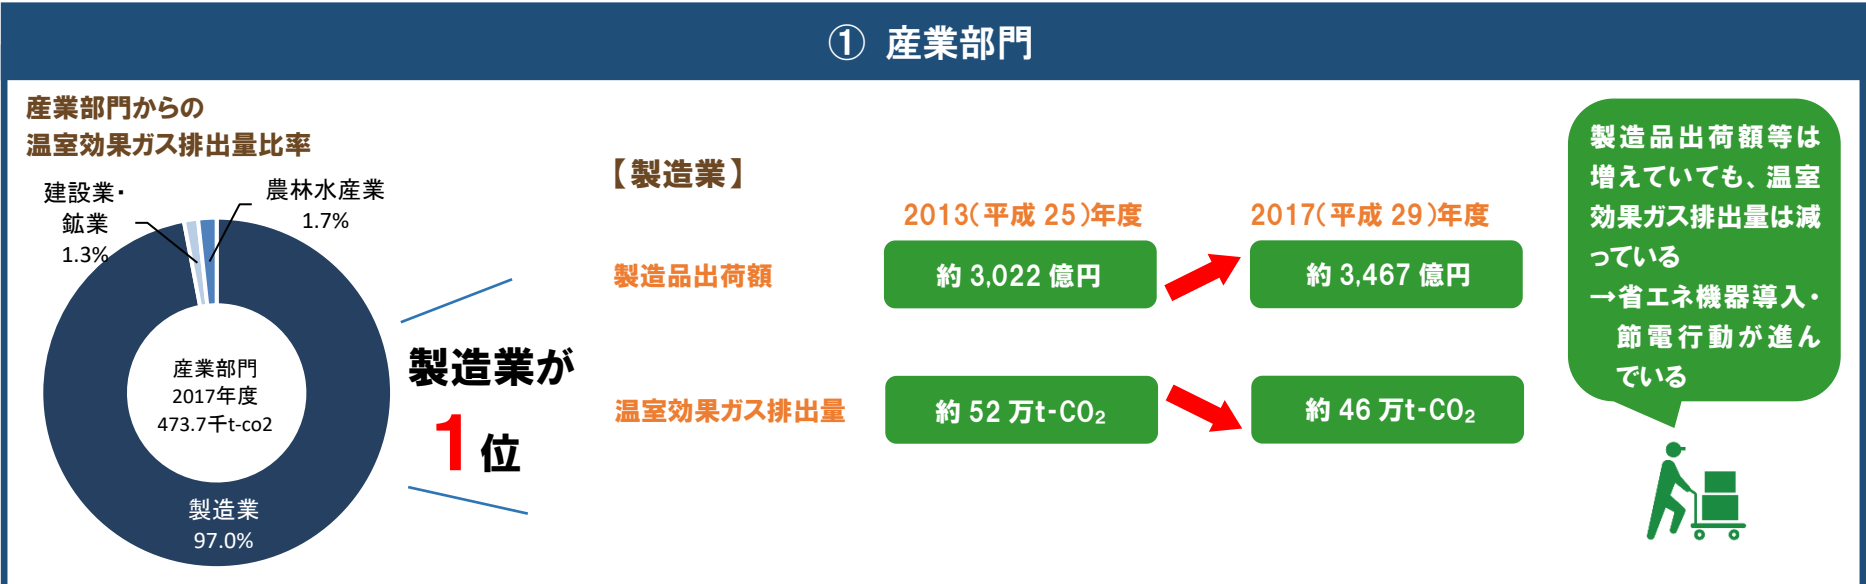 ① 産業部門
産業部門からの
温室効果ガス排出量比率
建設業・
鉱業
1.3%
農林水産業
1.7%
産業部門
2017年度
473.7千t-co2
製造業
97.0%
製造業が
1位
【製造業】
2013(平成 25)年度
2017(平成 29)年度
製造品出荷額
約 3,022 億円
約 3,467 億円
温室効果ガス排出量
約 52 万t-CO₂
約 46 万t-CO₂
製造品出荷額等は
増えていても、温室
効果ガス排出量は減
っている
→省エネ機器導入・
節電行動が進ん
でいる